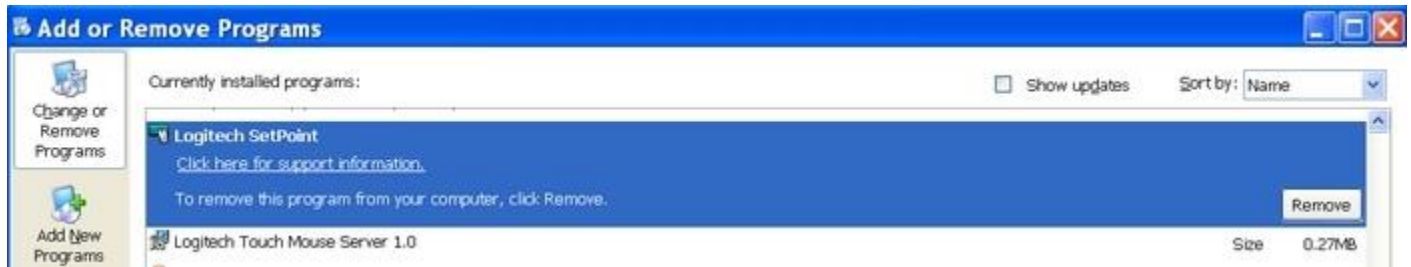 Add or Remove Programs
Change or
Remove
Programs
Currently installed programs:
Show updates
Sort by: Name
Logitech SetPoint
Click here for support information.
To remove this program from your computer, click Remove.
Remove
Add New
Programs
Logitech Touch Mouse Server 1.0
Size 0.27MB